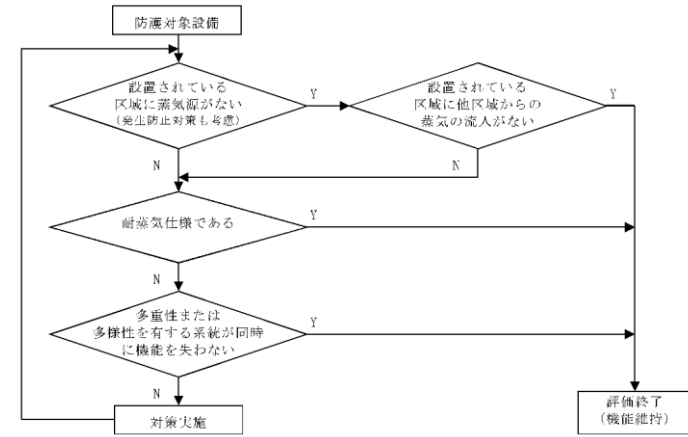 防護対象設備
設置されている
区域に蒸気源がない
(発生防止対策も考慮)
Y
設置されている
区域に他区域からの
蒸気の流入がない
Y
N
N
耐蒸気仕様である
Y
N
多重性または
多様性を有する系統が同時
に機能を失わない
Y
N
対策実施
評価終了
(機能維持)